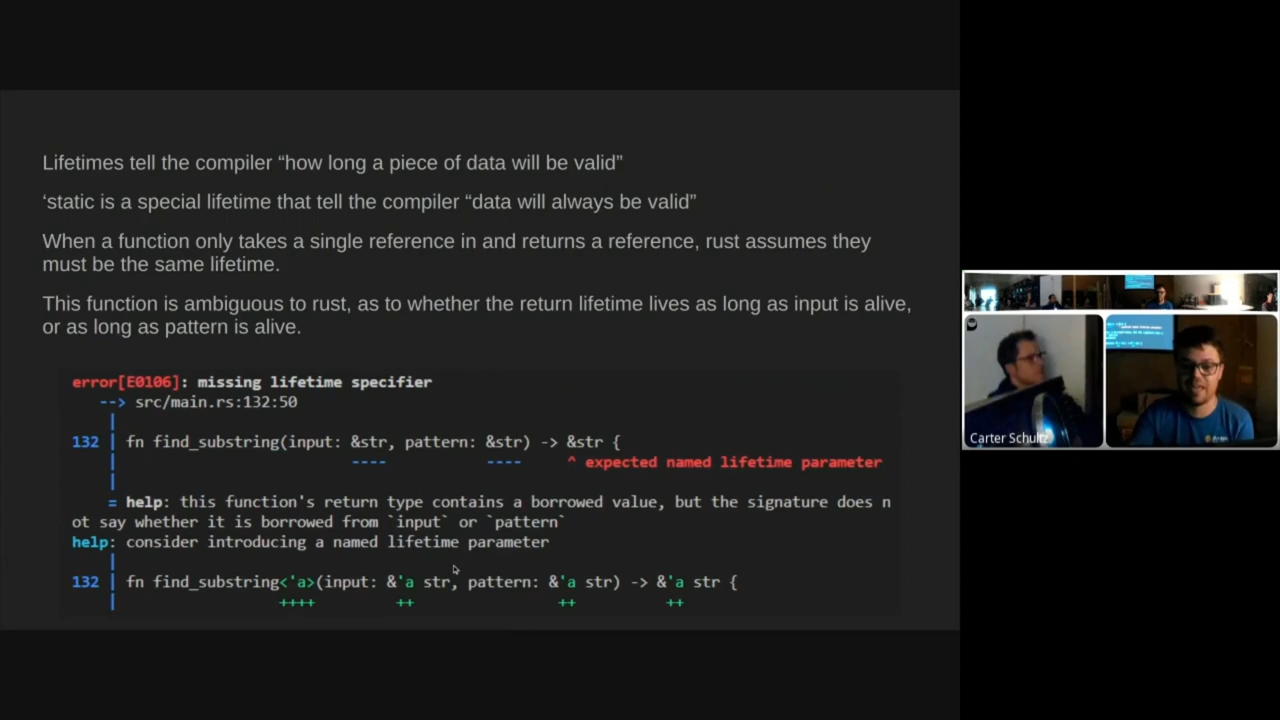 Lifetimes tell the compiler “how long a piece of data will be valid”
‘static is a special lifetime that tell the compiler “data will always be valid”
When a function only takes a single reference in and returns a reference, rust assumes they
must be the same lifetime.
This function is ambiguous to rust, as to whether the return lifetime lives as long as input is alive,
or as long as pattern is alive.
error[E0106]: missing lifetime specifier
--> src/main.rs:132:50
|
132 | fn find_substring(input: &str, pattern: &str) -> &str {
| ---- ---- ^ expected named lifetime parameter
|
= help: this function's return type contains a borrowed value, but the signature does n
ot say whether it is borrowed from `input` or `pattern`
help: consider introducing a named lifetime parameter
|
132 | fn find_substring<'a>(input: &'a str, pattern: &'a str) -> &'a str {
| ++++ ++ ++ ++
Carter Schultz